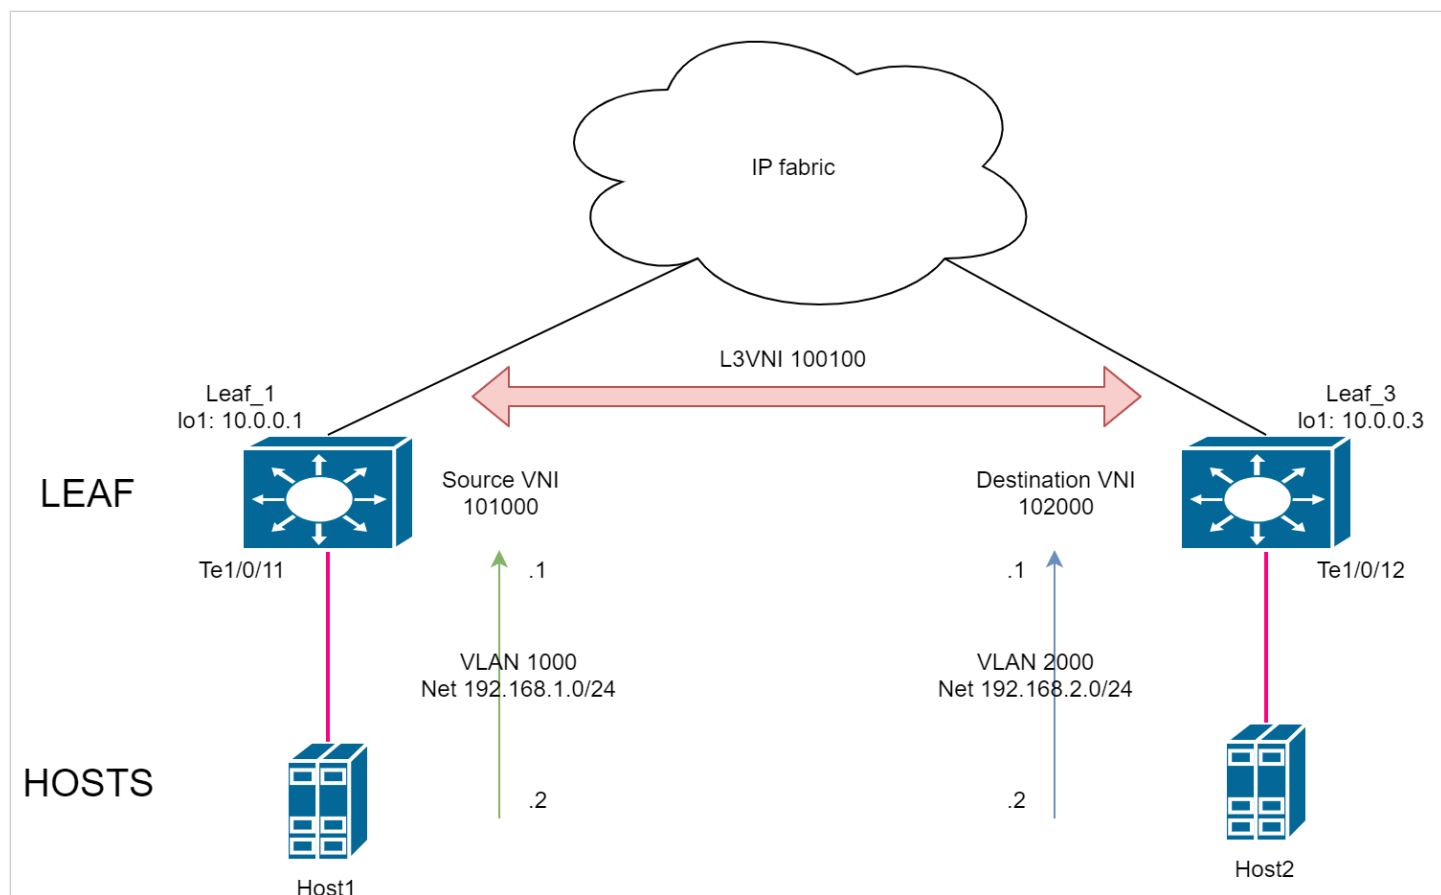 IP fabric
L3VNI 100100
Leaf_1
lo1: 10.0.0.1
Leaf_3
lo1: 10.0.0.3
LEAF
Source VNI
101000
Destination VNI
102000
Te1/0/11
.1
.1
Te1/0/12
VLAN 1000
Net 192.168.1.0/24
VLAN 2000
Net 192.168.2.0/24
HOSTS
.2
.2
Host1
Host2